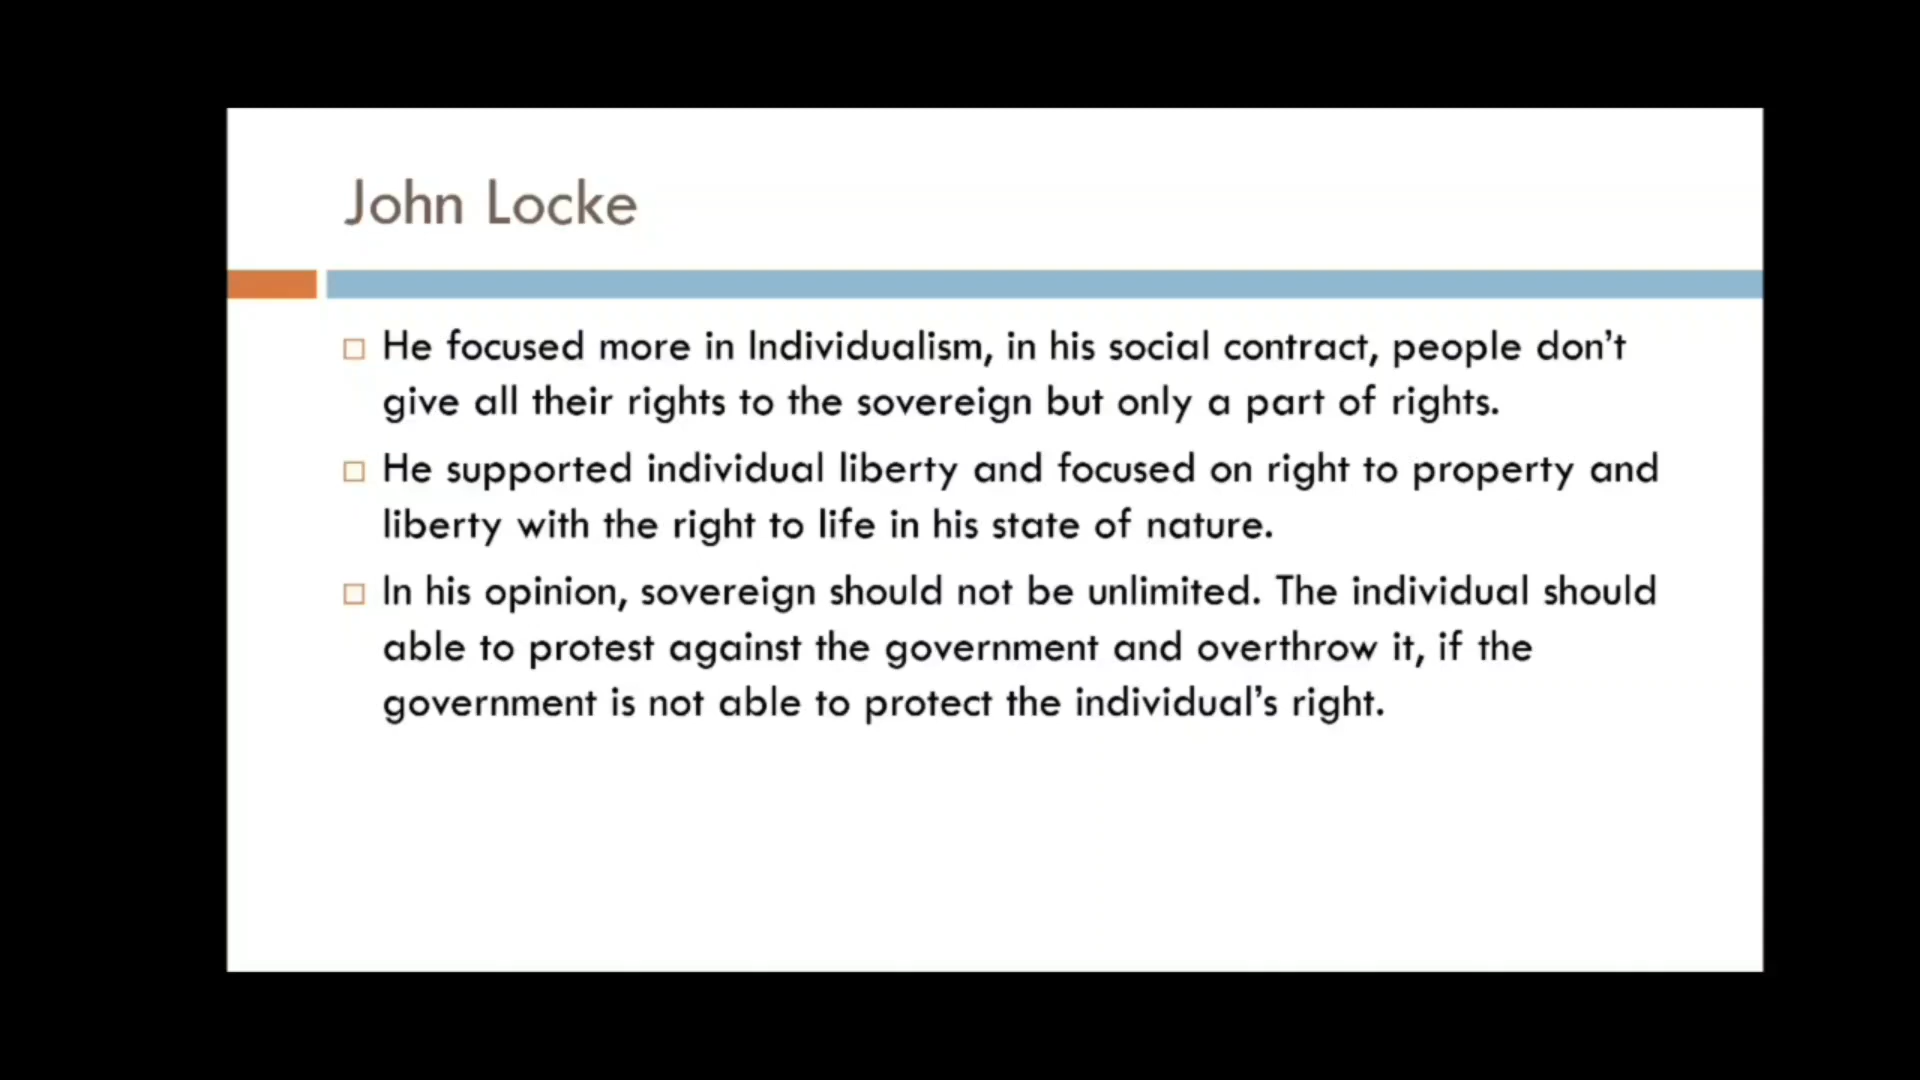 John Locke
He focused more in Individualism, in his social contract, people don't
give all their rights to the sovereign but only a part of rights.
He supported individual liberty and focused on right to property and
liberty with the right to life in his state of nature.
In his opinion, sovereign should not be unlimited. The individual should
able to protest against the government and overthrow it, if the
government is not able to protect the individual's right.